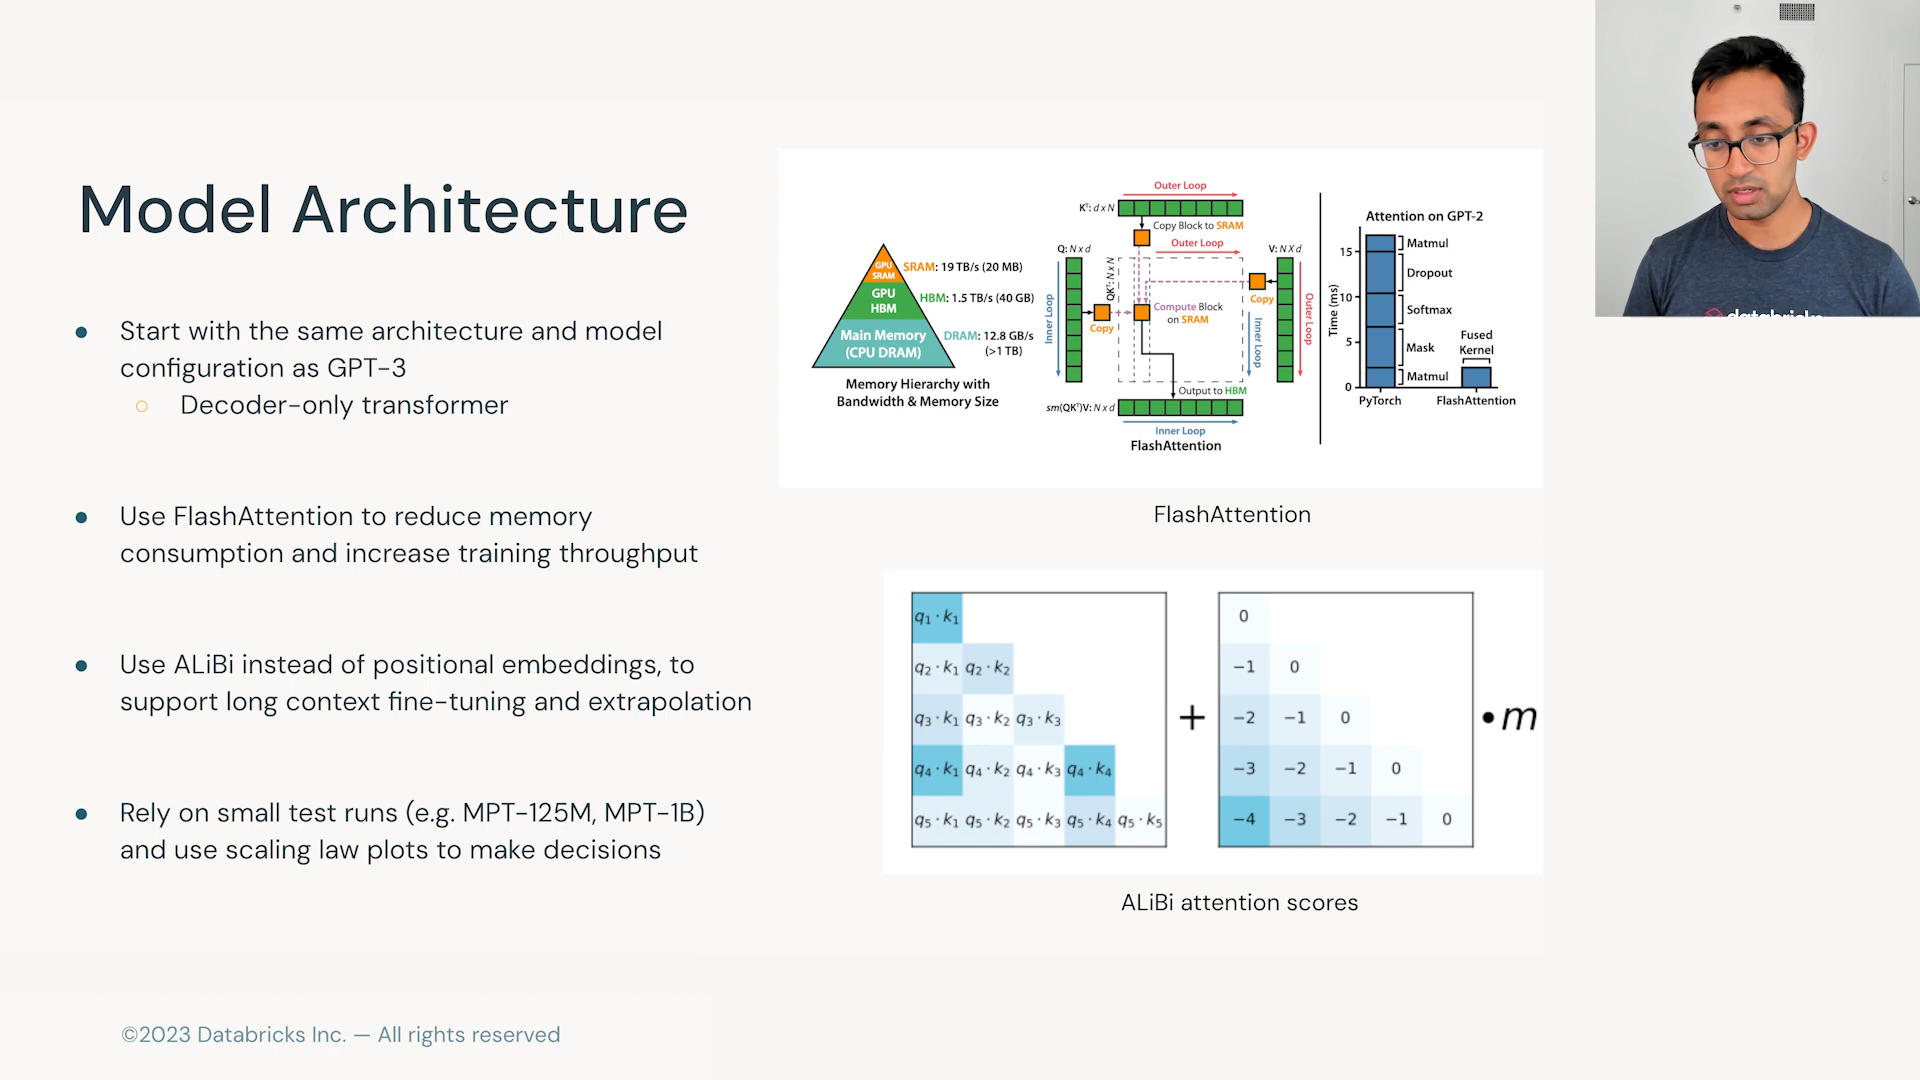 Model Architecture
Start with the same architecture and model
configuration as GPT-3
Decoder-only transformer
Use FlashAttention to reduce memory
consumption and increase training throughput
Use ALiBi instead of positional embeddings, to
support long context fine-tuning and extrapolation
Rely on small test runs (e.g. MPT-125M, MPT-1B)
and use scaling law plots to make decisions
GPU
SRAM
SRAM: 19 TB/s (20 MB)
GPU
HBM
HBM: 1.5 TB/s (40 GB)
Main Memory
(CPU DRAM)
DRAM: 12.8 GB/s
(>1 TB)
Memory Hierarchy with
Bandwidth & Memory Size
Outer Loop
Kᵀ: d x N
Copy Block to SRAM
Outer Loop
Q: N x d
V: N X d
QKᵀ: N x N
Inner Loop
Copy
Compute Block
on SRAM
Copy
Inner Loop
Outer Loop
Output to HBM
sm(QKᵀ)V: N x d
Inner Loop
FlashAttention
Attention on GPT-2
Time (ms)
15
10
5
0
Matmul
Dropout
Softmax
Mask
Matmul
Fused
Kernel
PyTorch
FlashAttention
FlashAttention
q₁ · k₁
q₂ · k₁ q₂ · k₂
q₃ · k₁ q₃ · k₂ q₃ · k₃
q₄ · k₁ q₄ · k₂ q₄ · k₃ q₄ · k₄
q₅ · k₁ q₅ · k₂ q₅ · k₃ q₅ · k₄ q₅ · k₅
+
0
−1 0
−2 −1 0
−3 −2 −1 0
−4 −3 −2 −1 0
•m
ALiBi attention scores
databricks
©2023 Databricks Inc. — All rights reserved